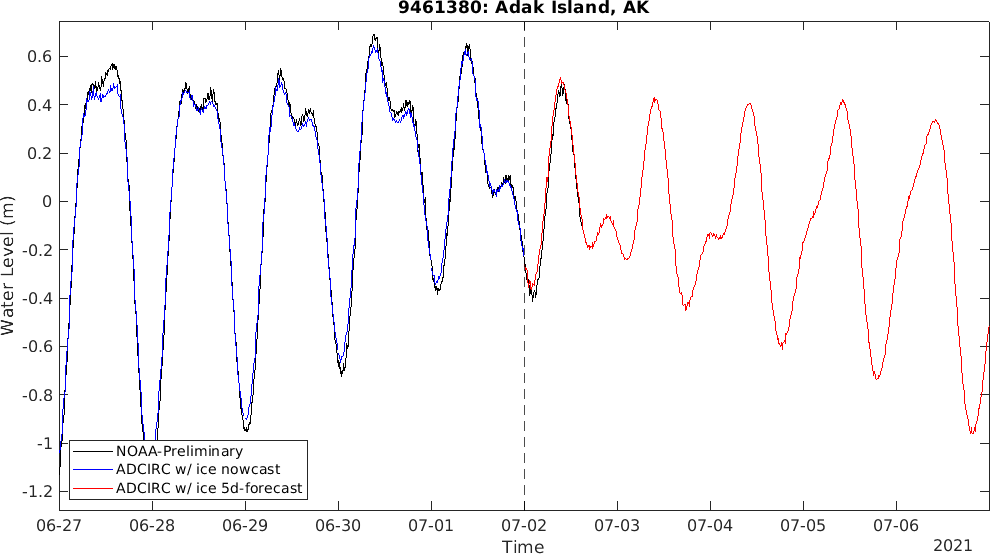 9461380: Adak Island, AK
Water Level (m)
0.6
0.4
0.2
0
-0.2
-0.4
-0.6
-0.8
-1
-1.2
NOAA-Preliminary
ADCIRC w/ ice nowcast
ADCIRC w/ ice 5d-forecast
06-27 06-28 06-29 06-30 07-01 07-02 07-03 07-04 07-05 07-06
Time
2021